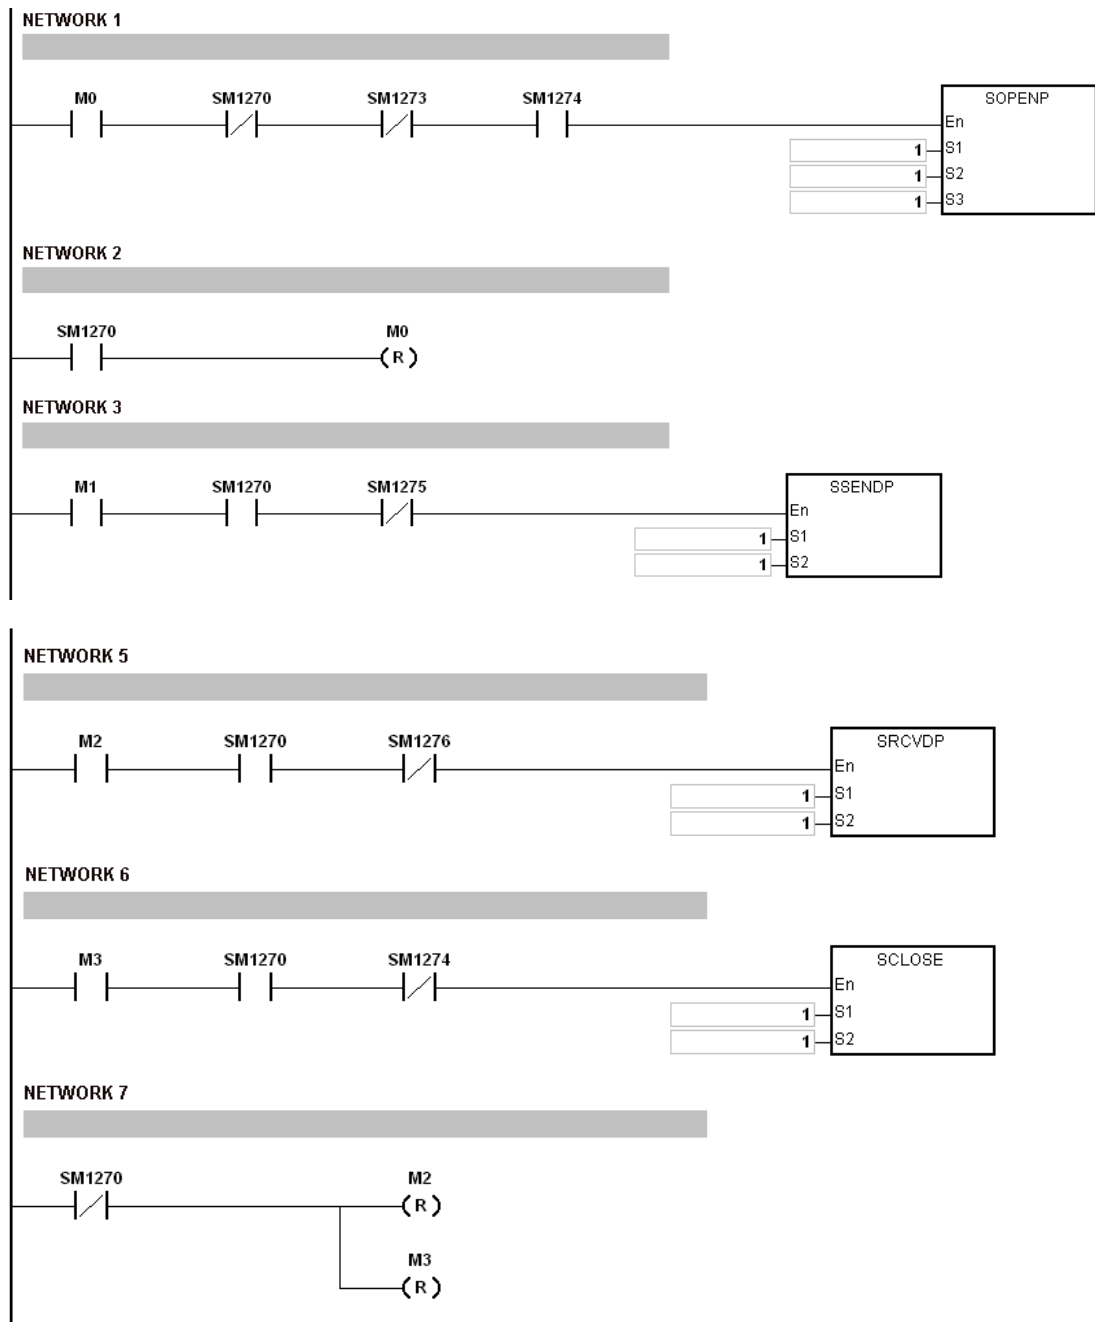 NETWORK 1
M0 SM1270 SM1273 SM1274 SOPENP
En
1 S1
1 S2
1 S3
NETWORK 2
SM1270 M0
R
NETWORK 3
M1 SM1270 SM1275 SSENDP
En
1 S1
1 S2
NETWORK 5
M2 SM1270 SM1276 SRCVDP
En
1 S1
1 S2
NETWORK 6
M3 SM1270 SM1274 SCLOSE
En
1 S1
1 S2
NETWORK 7
SM1270 M2
R
M3
R